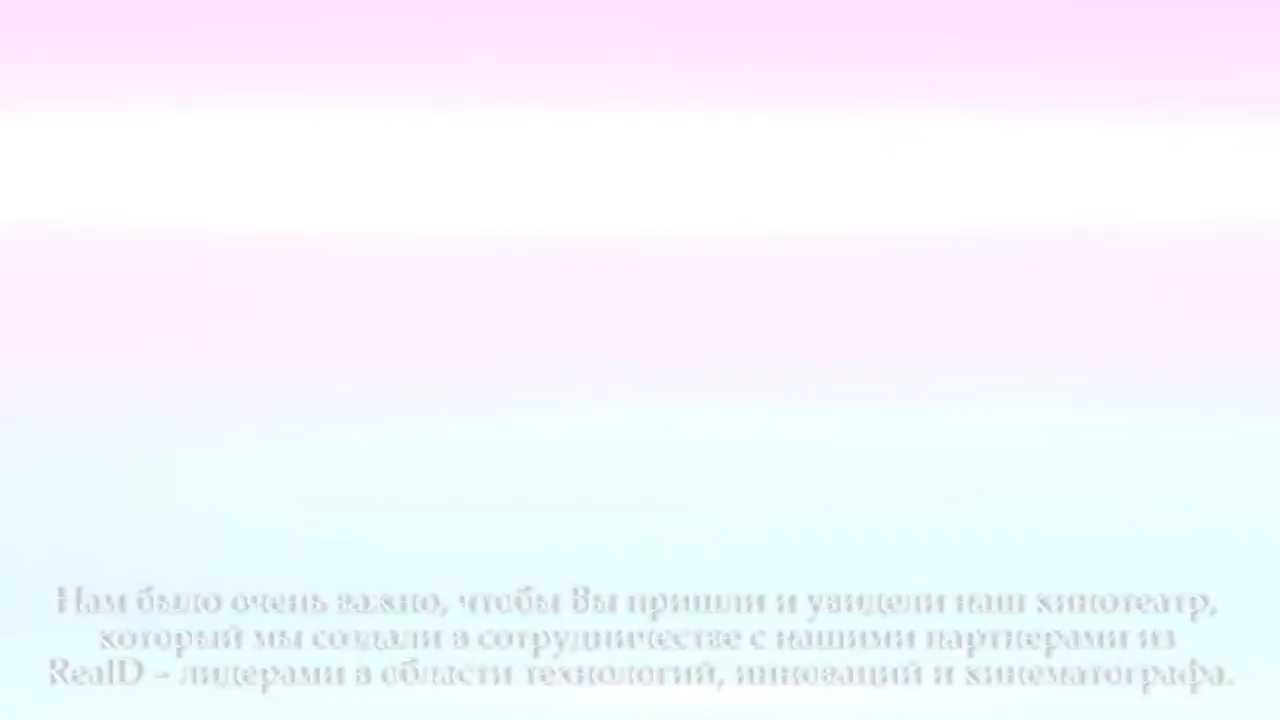 Нам было очень важно, чтобы Вы пришли и увидели наш кинотеатр,
который мы создали в сотрудничестве с нашими партнерами из
RealD – лидерами в области технологий, инноваций и кинематографа.